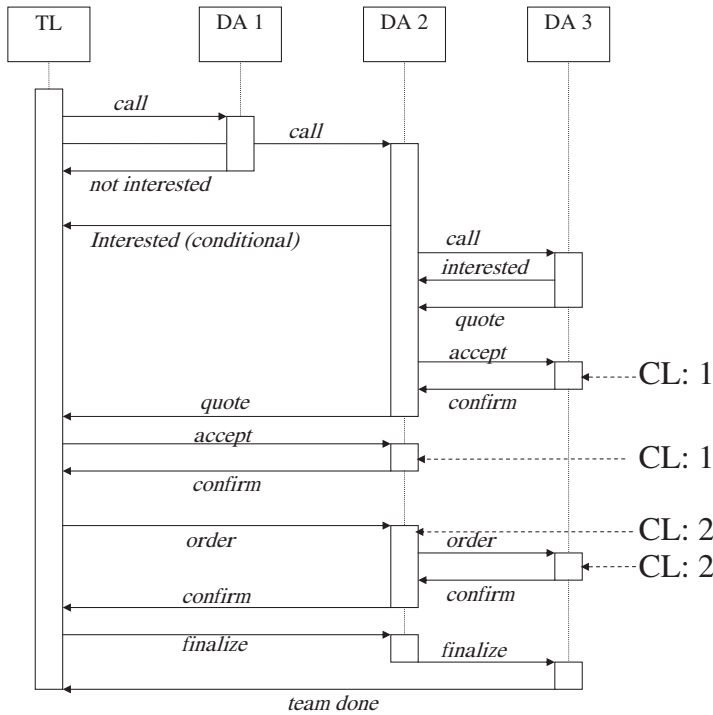 TL
DA 1
DA 2
DA 3
call
call
not interested
Interested (conditional)
call
interested
quote
accept
CL: 1
confirm
quote
accept
CL: 1
confirm
CL: 2
order
order
CL: 2
confirm
confirm
finalize
finalize
team done